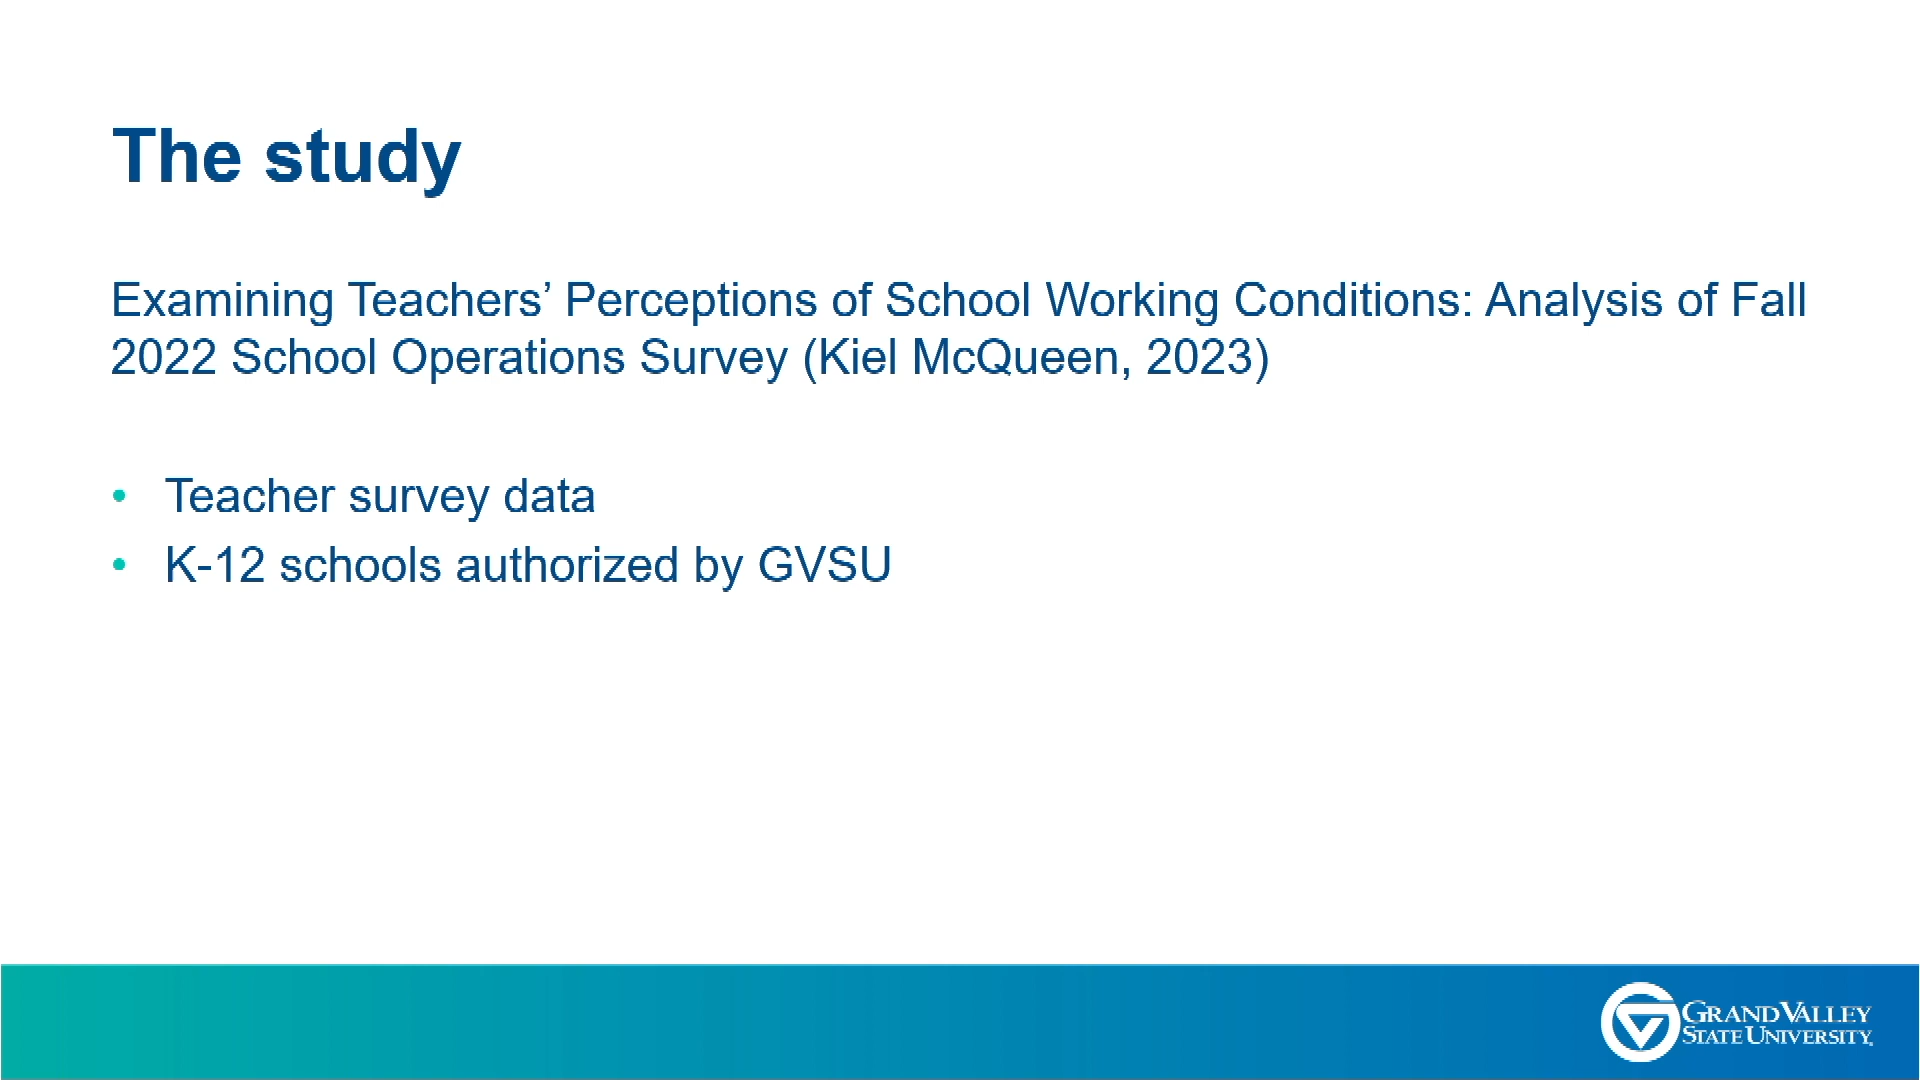 The study
Examining Teachers’ Perceptions of School Working Conditions: Analysis of Fall
2022 School Operations Survey (Kiel McQueen, 2023)
• Teacher survey data
• K-12 schools authorized by GVSU
GRAND VALLEY
STATE UNIVERSITY.